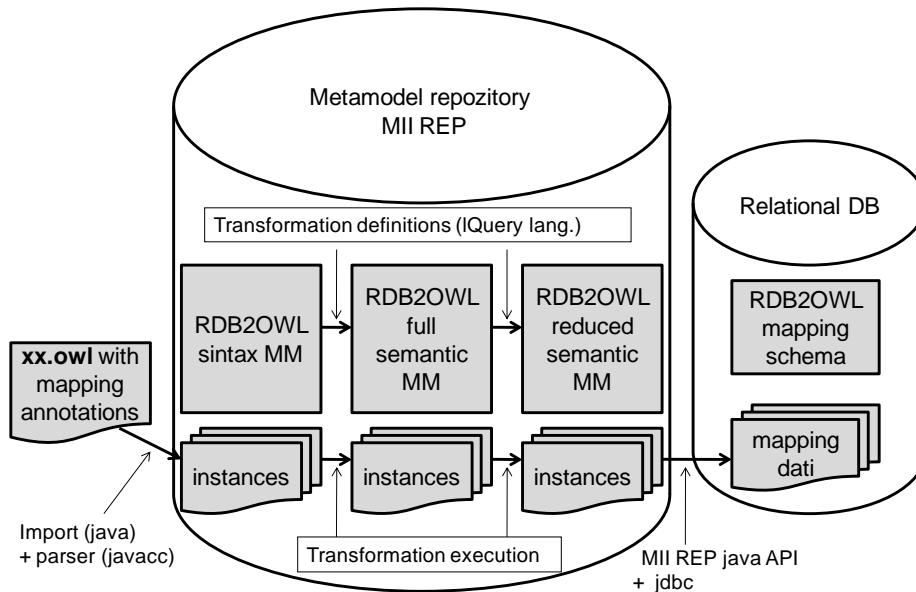 Metamodel repozitory
MII REP
Relational DB
Transformation definitions (lQuery lang.)
RDB2OWL
sintax MM
RDB2OWL
full
semantic
MM
RDB2OWL
reduced
semantic
MM
RDB2OWL
mapping
schema
xx.owl with
mapping
annotations
instances
instances
instances
mapping
dati
Import (java)
+ parser (javacc)
Transformation execution
MII REP java API
+ jdbc